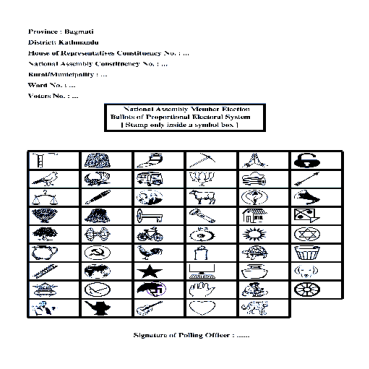 Province : Bagmati
District: Kathmandu
House of Representatives Constituency No. : ...
National Assembly Constituency No. : ...
Rural/Municipality : ...
Word No. : ...
Voters No. : ...
National Assembly Member Election
Ballots of Proportional Electoral System
[ Stamp only inside a symbol box ]
Signature of Polling Officer : ......